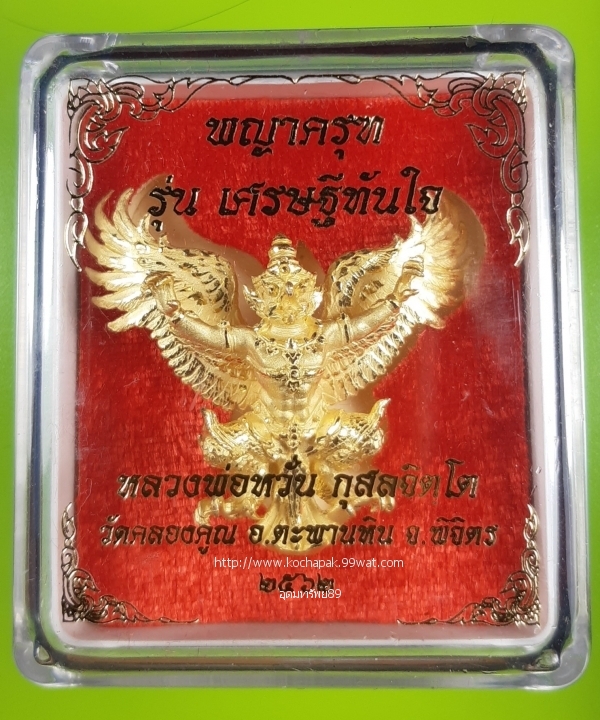 พญาครุฑ
รุ่น เศรษฐีทันใจ
หลวงพ่อหวั่น กุสลจิตโต
วัดคลองคูณ อ.ตะพานหิน จ.พิจิตร
http://www.kochapak.99wat.com
๒๕๖๒
อุดมทรัพย์89